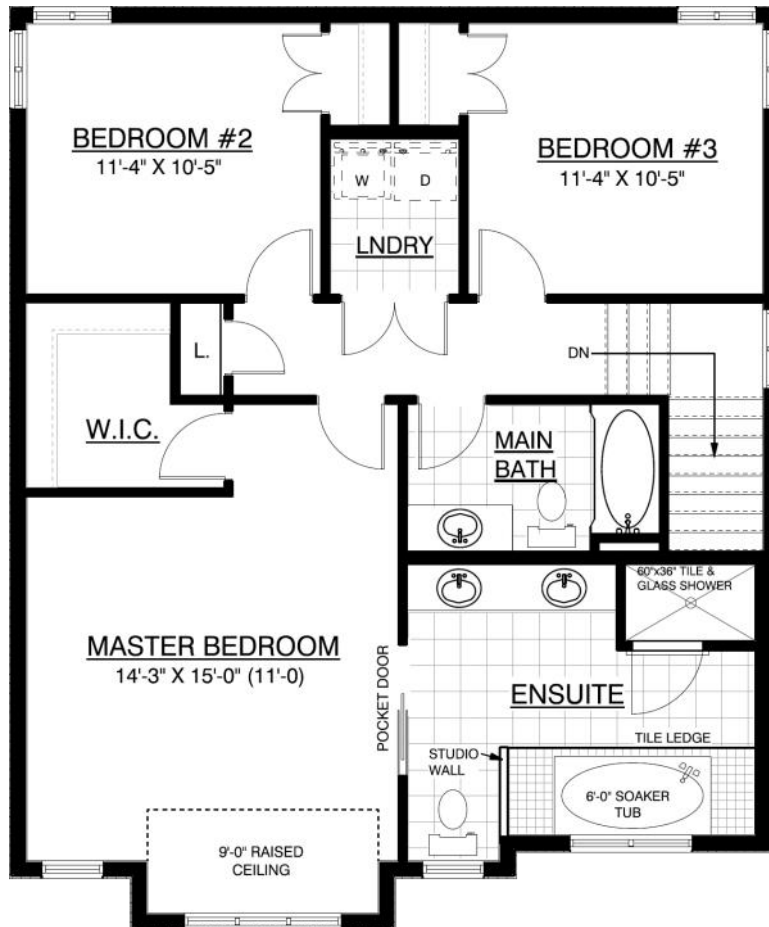 BEDROOM #2
11'-4" X 10'-5"
BEDROOM #3
11'-4" X 10'-5"
W
D
LNDRY
L.
DN
W.I.C.
MAIN
BATH
60"x36" TILE &
GLASS SHOWER
MASTER BEDROOM
14'-3" X 15'-0" (11'-0)
POCKET DOOR
ENSUITE
TILE LEDGE
STUDIO
WALL
6'-0" SOAKER
TUB
9'-0" RAISED
CEILING